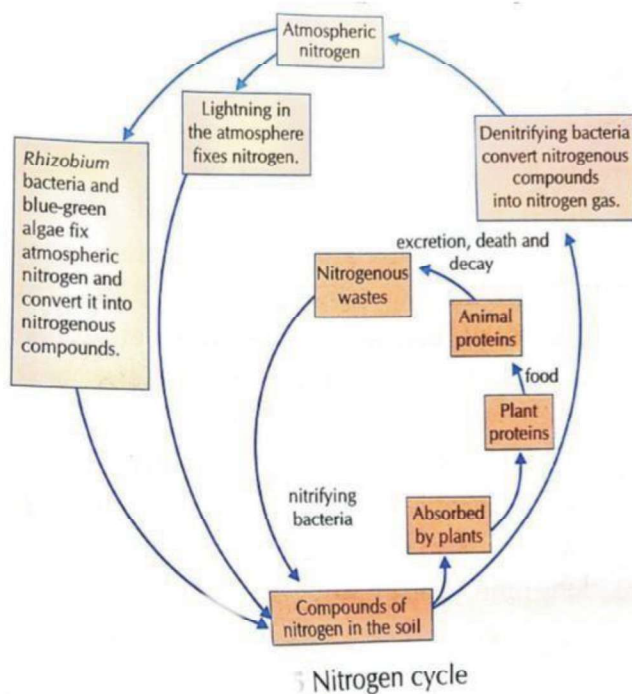 Atmospheric
nitrogen
Lightning in
the atmosphere
fixes nitrogen.
Rhizobium
bacteria and
blue-green
algae fix
atmospheric
nitrogen and
convert it into
nitrogenous
compounds.
Denitrifying bacteria
convert nitrogenous
compounds
into nitrogen gas.
excretion, death and
decay
Nitrogenous
wastes
Animal
proteins
food
Plant
proteins
nitrifying
bacteria
Absorbed
by plants
Compounds of
nitrogen in the soil
Nitrogen cycle